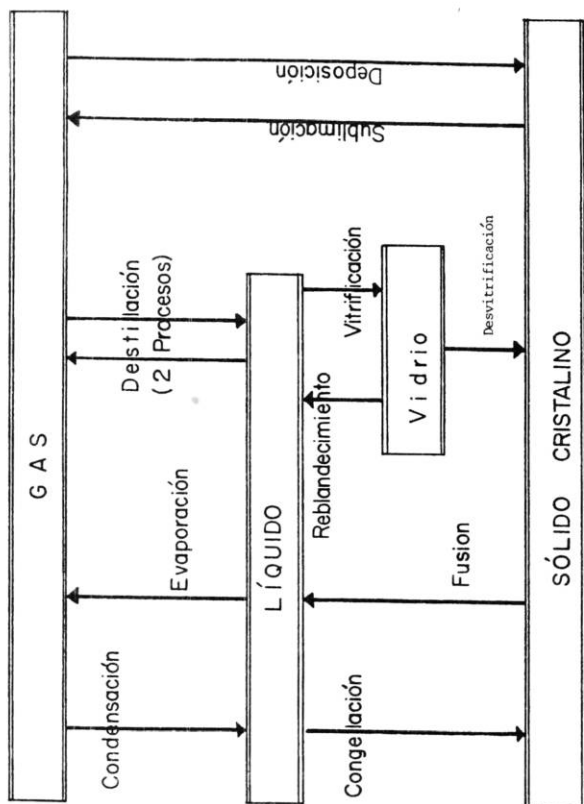 GAS
Condensación
Evaporación
Destilación
(2 Procesos)
Sublimación
Deposición
LÍQUIDO
Congelación
Fusion
Reblandecimiento
Vitrificación
Vidrio
Desvitrificación
SÓLIDO CRISTALINO